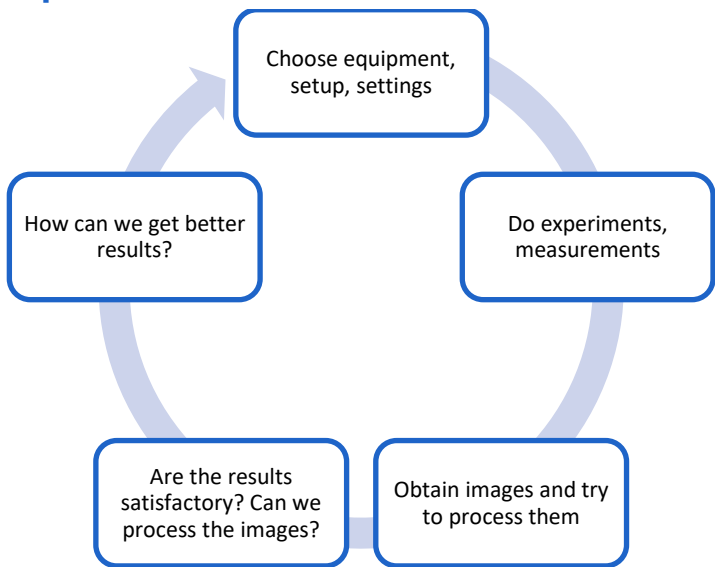 Choose equipment,
setup, settings
Do experiments,
measurements
Obtain images and try
to process them
Are the results
satisfactory? Can we
process the images?
How can we get better
results?